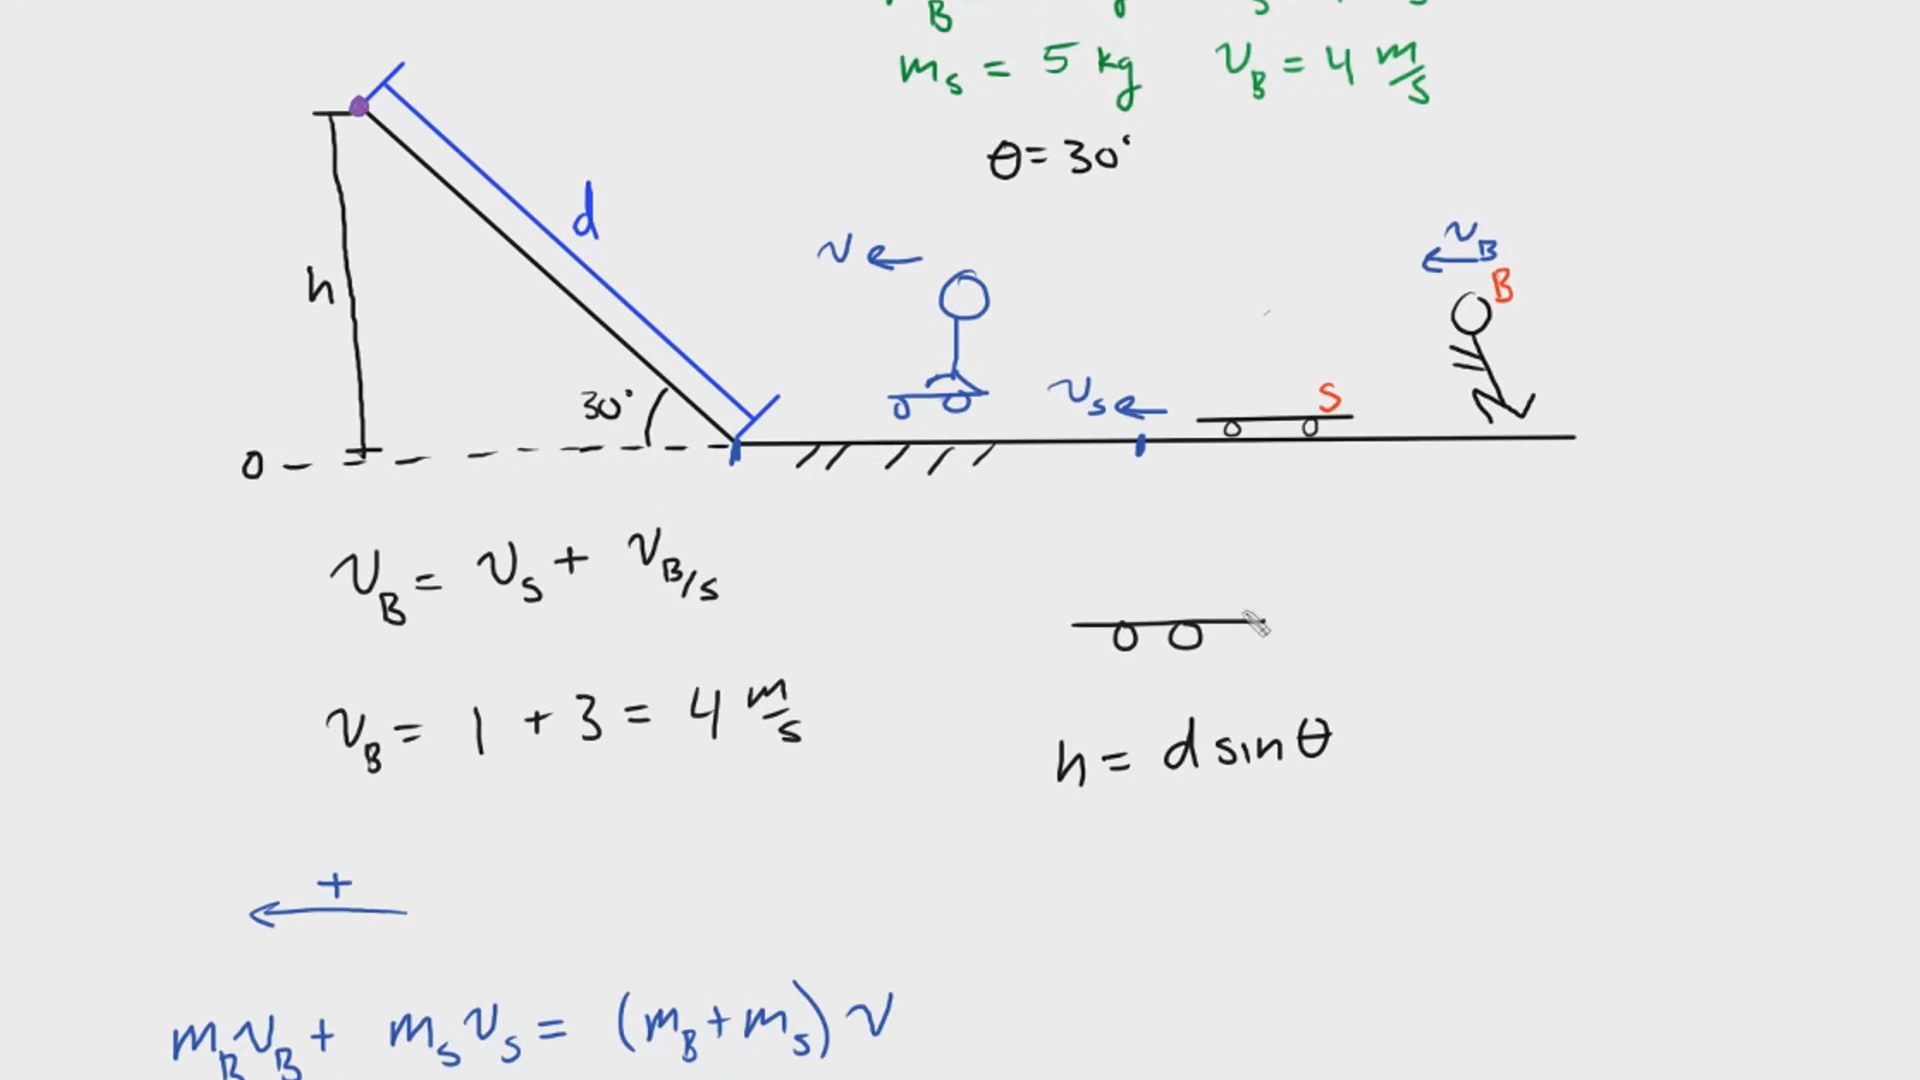 m_s = 5 kg v_B = 4 m/s
θ = 30°
d
h
v ←
v_B ←
B
30°
v_s ←
S
0
v_B = v_s + v_B/s
v_B = 1 + 3 = 4 m/s
h = d sin θ
+
m_B v_B + m_s v_s = (m_B + m_s) v